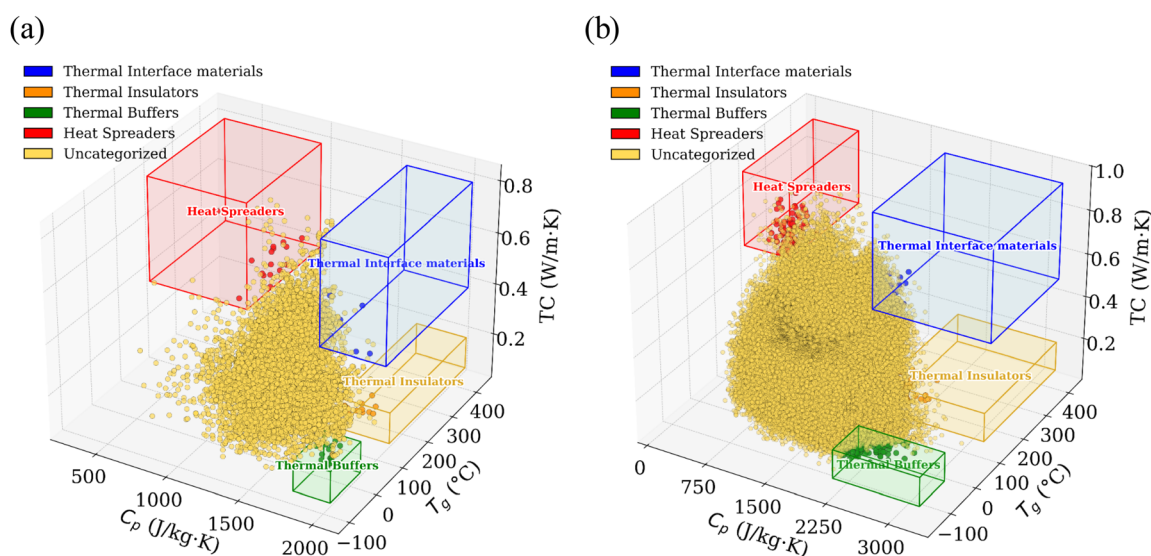 (a)
Thermal Interface materials
Thermal Insulators
Thermal Buffers
Heat Spreaders
Uncategorized
Heat Spreaders
Thermal Interface materials
Thermal Insulators
Thermal Buffers
0.8
0.6
0.4
0.2
TC (W/m·K)
400
300
200
100
0
−100
T_g (°C)
500
1000
1500
2000
C_p (J/kg·K)
(b)
Thermal Interface materials
Thermal Insulators
Thermal Buffers
Heat Spreaders
Uncategorized
Heat Spreaders
Thermal Interface materials
Thermal Insulators
Thermal Buffers
1.0
0.8
0.6
0.4
0.2
TC (W/m·K)
400
300
200
100
0
−100
T_g (°C)
0
750
1500
2250
3000
C_p (J/kg·K)